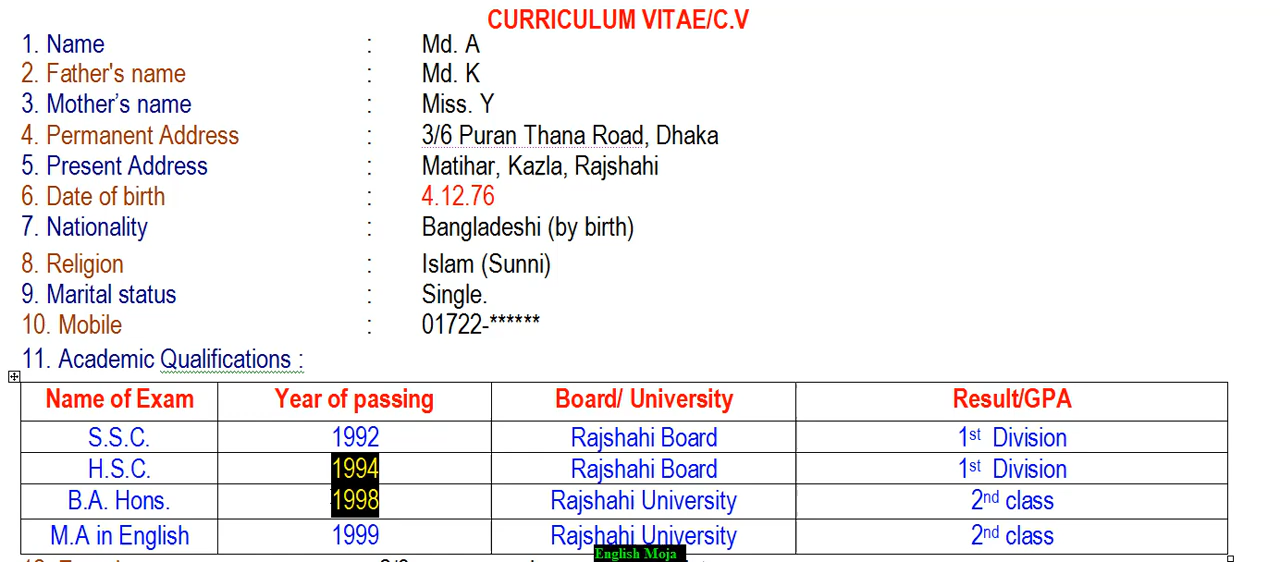 CURRICULUM VITAE/C.V
1. Name : Md. A
2. Father's name : Md. K
3. Mother’s name : Miss. Y
4. Permanent Address : 3/6 Puran Thana Road, Dhaka
5. Present Address : Matihar, Kazla, Rajshahi
6. Date of birth : 4.12.76
7. Nationality : Bangladeshi (by birth)
8. Religion : Islam (Sunni)
9. Marital status : Single.
10. Mobile : 01722-******
11. Academic Qualifications :
Name of Exam Year of passing Board/ University Result/GPA
S.S.C. 1992 Rajshahi Board 1st Division
H.S.C. 1994 Rajshahi Board 1st Division
B.A. Hons. 1998 Rajshahi University 2nd class
M.A in English 1999 Rajshahi University 2nd class
English Moja